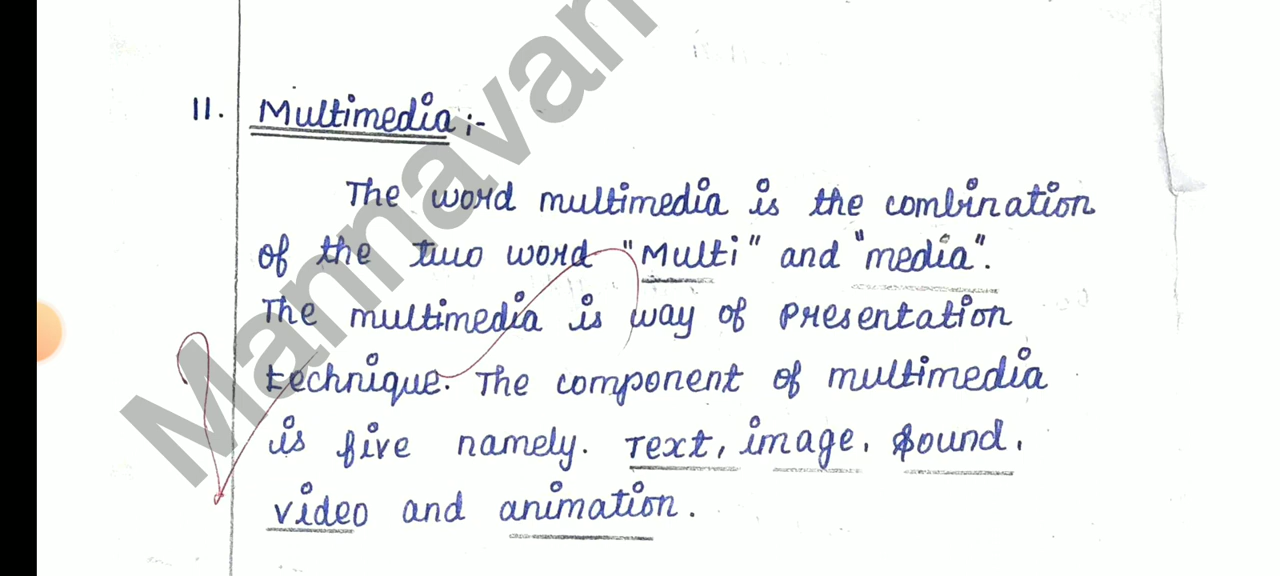 11. Multimedia :-
The word multimedia is the combination
of the two word "Multi" and "media".
The multimedia is way of presentation
technique. The component of multimedia
is five namely. Text, image. Sound.
video and animation.
Mannavan